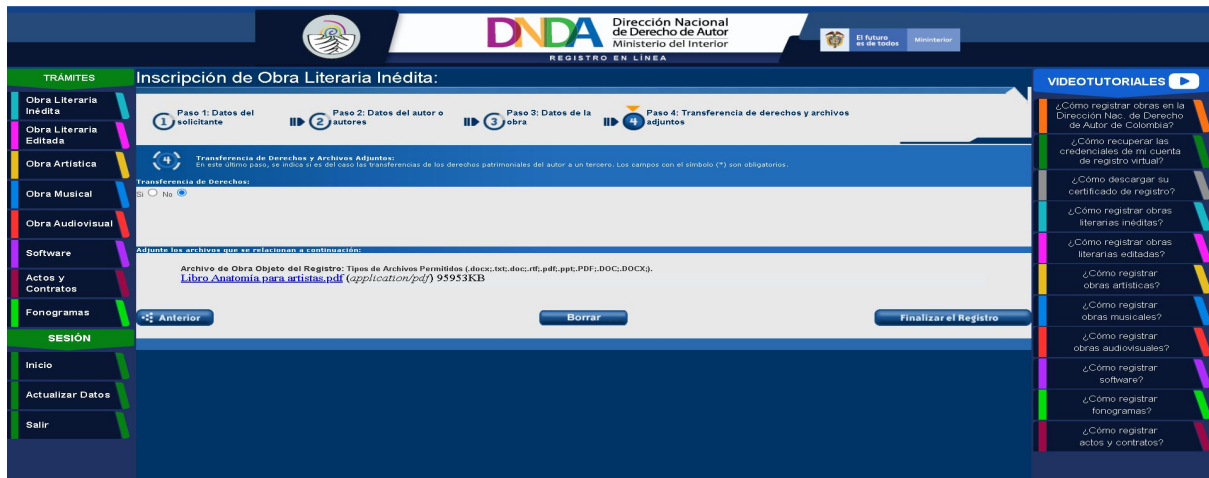 DNDA
Dirección Nacional
de Derecho de Autor
Ministerio del Interior
REGISTRO EN LÍNEA
El futuro
es de todos
Mininterior
TRÁMITES
Obra Literaria
Inédita
Obra Literaria
Editada
Obra Artística
Obra Musical
Obra Audiovisual
Software
Actos y
Contratos
Fonogramas
SESIÓN
Inicio
Actualizar Datos
Salir
Inscripción de Obra Literaria Inédita:
1 Paso 1: Datos del
solicitante
2 Paso 2: Datos del autor o
autores
3 Paso 3: Datos de la
obra
4 Paso 4: Transferencia de derechos y archivos
adjuntos
4 Transferencia de Derechos y Archivos Adjuntos:
En este último paso, se indica si es del caso las transferencias de los derechos patrimoniales del autor a un tercero. Los campos con el símbolo (*) son obligatorios.
Transferencia de Derechos:
Si No
Adjunte los archivos que se relacionan a continuación:
Archivo de Obra Objeto del Registro: Tipos de Archivos Permitidos (.docx;.txt;.doc;.rtf;.pdf;.ppt;.PDF;.DOC;.DOCX;).
Libro Anatomía para artistas.pdf (application/pdf) 95953KB
Anterior
Borrar
Finalizar el Registro
VIDEOTUTORIALES
¿Cómo registrar obras en la
Dirección Nac. de Derecho
de Autor de Colombia?
¿Cómo recuperar las
credenciales de mi cuenta
de registro virtual?
¿Cómo descargar su
certificado de registro?
¿Cómo registrar obras
literarias inéditas?
¿Cómo registrar obras
literarias editadas?
¿Cómo registrar
obras artísticas?
¿Cómo registrar
obras musicales?
¿Cómo registrar
obras audiovisuales?
¿Cómo registrar
software?
¿Cómo registrar
fonogramas?
¿Cómo registrar
actos y contratos?